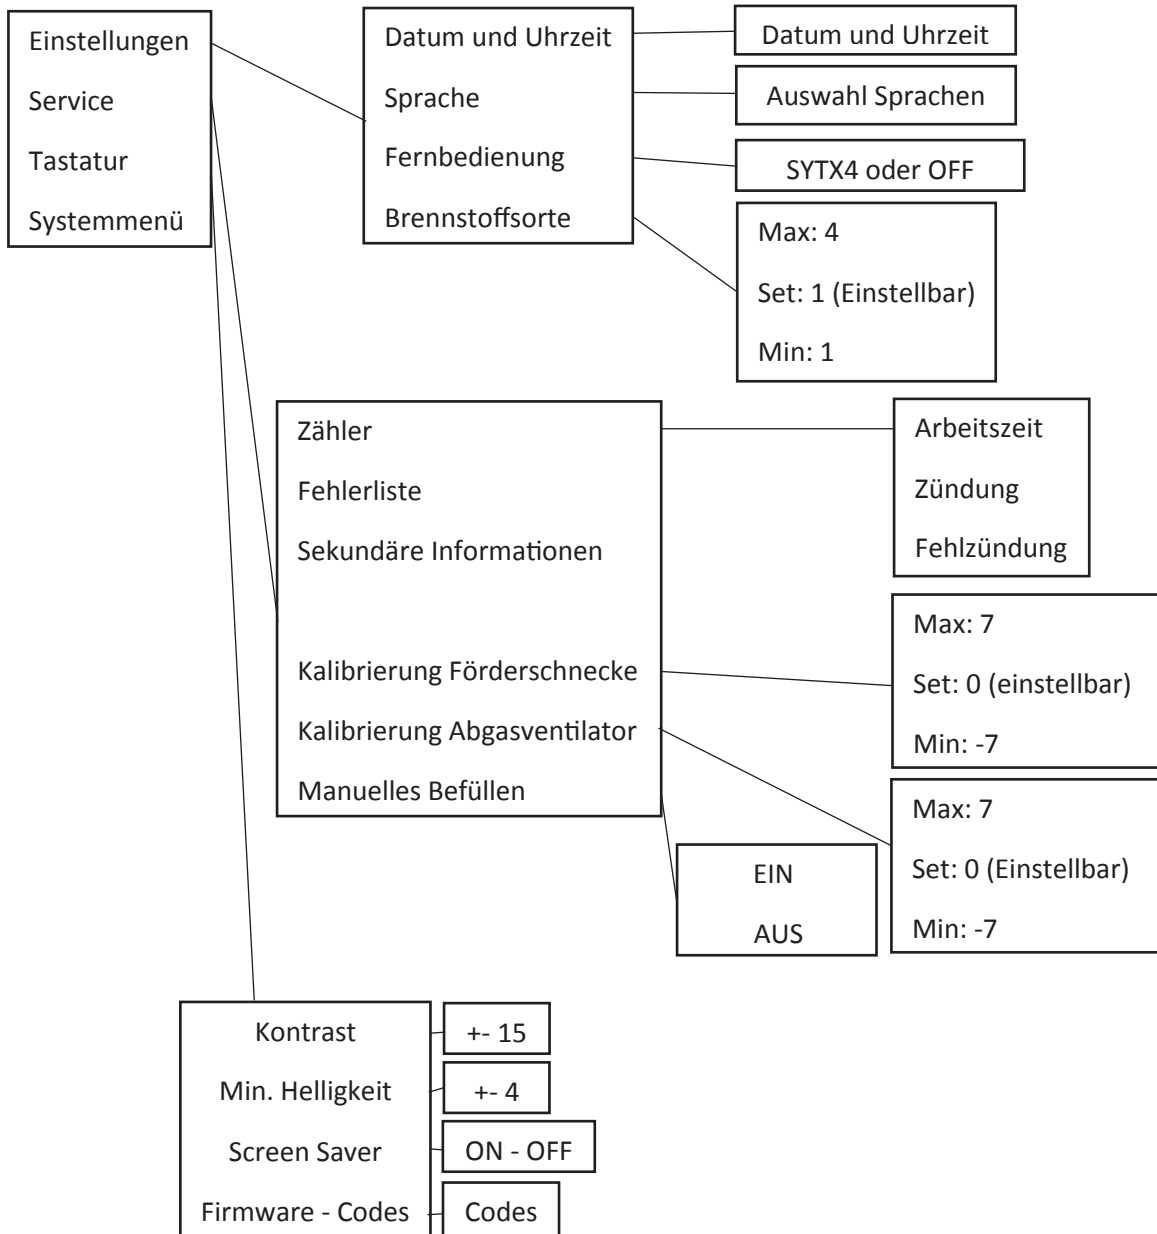 Einstellungen
Service
Tastatur
Systemmenü
Datum und Uhrzeit
Sprache
Fernbedienung
Brennstoffsorte
Datum und Uhrzeit
Auswahl Sprachen
SYTX4 oder OFF
Max: 4
Set: 1 (Einstellbar)
Min: 1
Zähler
Fehlerliste
Sekundäre Informationen
Kalibrierung Förderschnecke
Kalibrierung Abgasventilator
Manuelles Befüllen
Arbeitszeit
Zündung
Fehlzündung
Max: 7
Set: 0 (einstellbar)
Min: -7
Max: 7
Set: 0 (Einstellbar)
Min: -7
EIN
AUS
Kontrast
Min. Helligkeit
Screen Saver
Firmware - Codes
+- 15
+- 4
ON - OFF
Codes